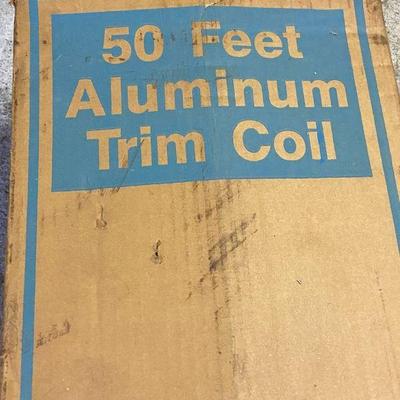 50 Feet
Aluminum
Trim Coil